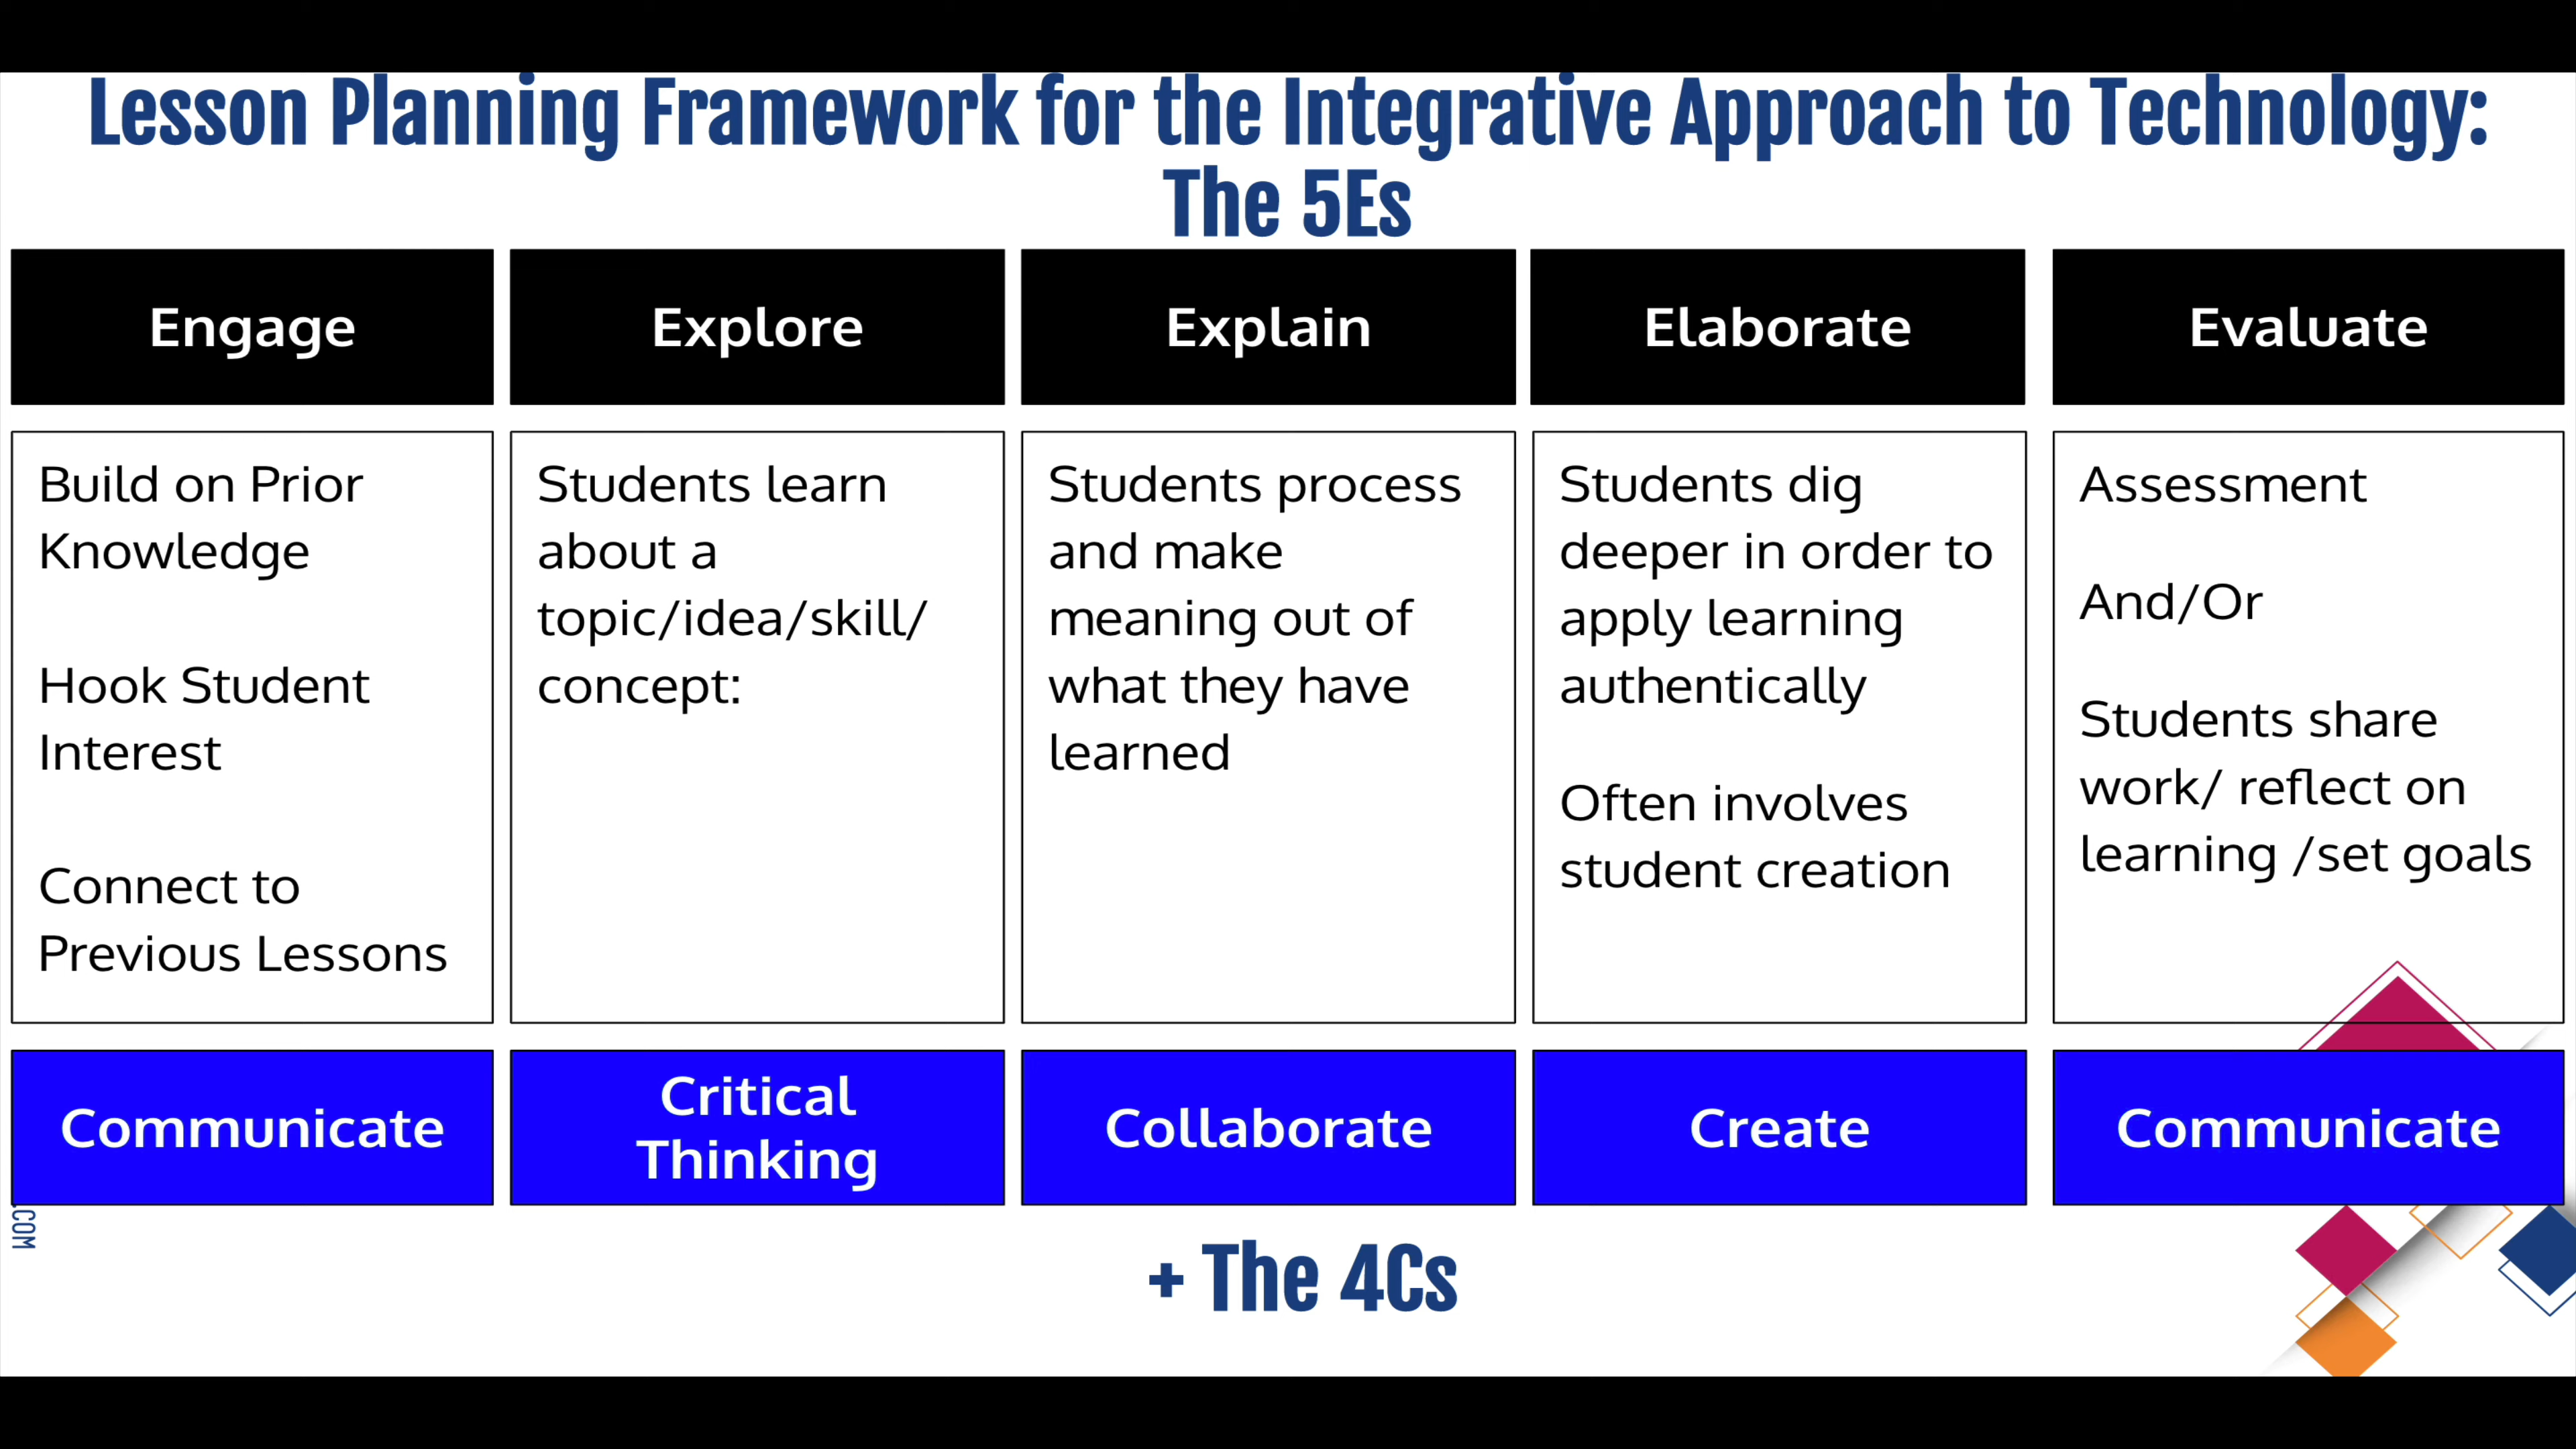 Lesson Planning Framework for the Integrative Approach to Technology:
The 5Es
Engage
Build on Prior
Knowledge
Hook Student
Interest
Connect to
Previous Lessons
Communicate
Explore
Students learn
about a
topic/idea/skill/
concept:
Critical
Thinking
Explain
Students process
and make
meaning out of
what they have
learned
Collaborate
Elaborate
Students dig
deeper in order to
apply learning
authentically
Often involves
student creation
Create
Evaluate
Assessment
And/Or
Students share
work/ reflect on
learning /set goals
Communicate
.COM
+ The 4Cs